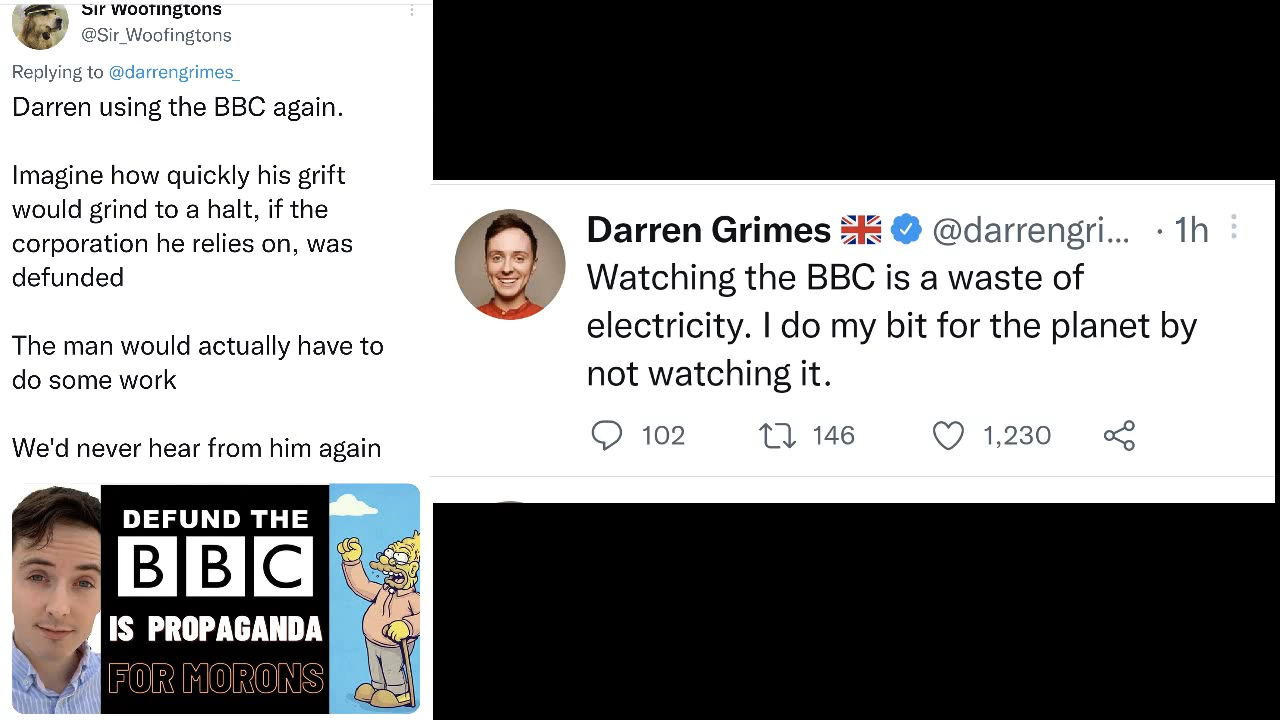 Sir Woofingtons
@Sir_Woofingtons
Replying to @darrengrimes_
Darren using the BBC again.
Imagine how quickly his grift
would grind to a halt, if the
corporation he relies on, was
defunded
The man would actually have to
do some work
We'd never hear from him again
DEFUND THE
BBC
IS PROPAGANDA
FOR MORONS
Darren Grimes 🇬🇧 @darrengri... · 1h
Watching the BBC is a waste of
electricity. I do my bit for the planet by
not watching it.
102 146 1,230